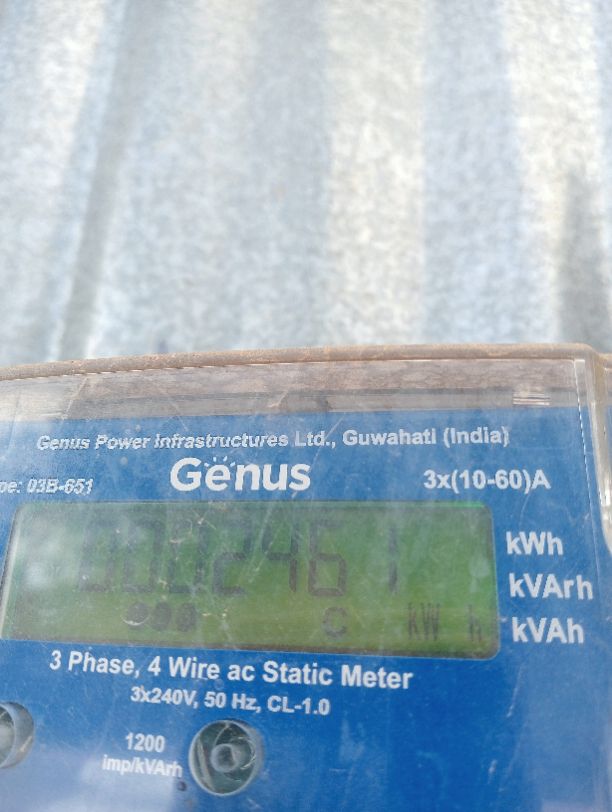 Genus Power Infrastructures Ltd., Guwahati (India)
pe: 03B-651
Genus
3x(10-60)A
0002461
C
kW h
kWh
kVArh
kVAh
3 Phase, 4 Wire ac Static Meter
3x240V, 50 Hz, CL-1.0
1200
imp/kVArh